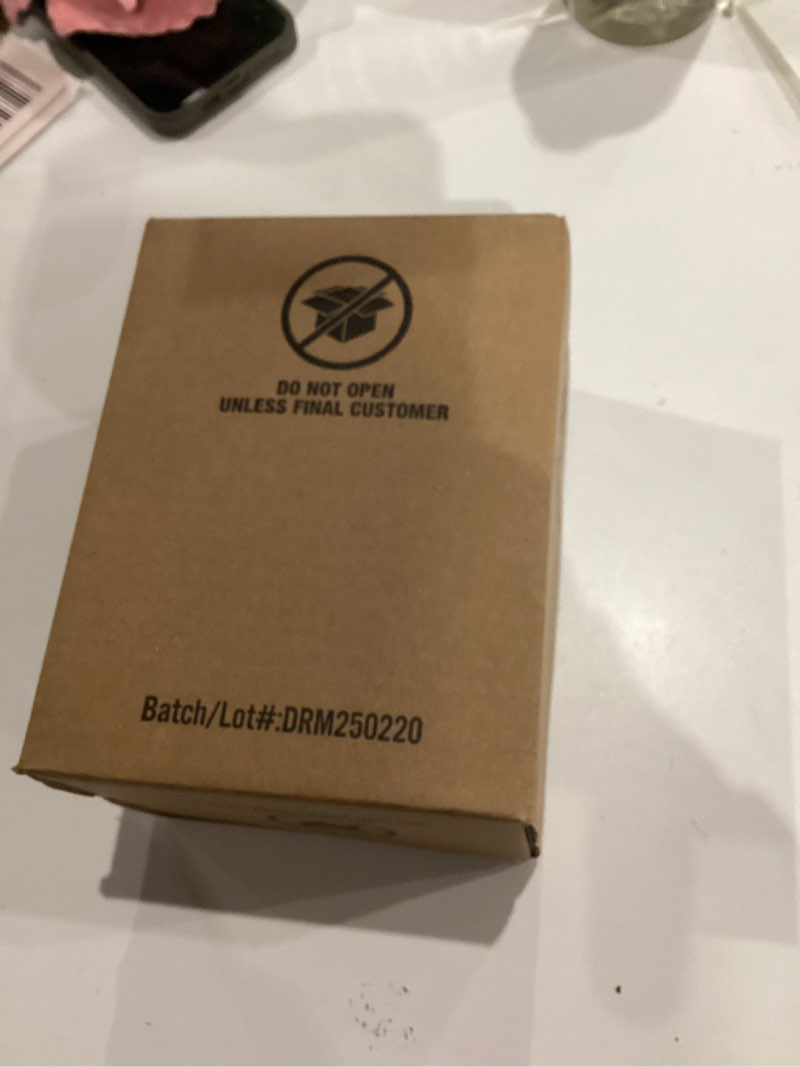 DO NOT OPEN
UNLESS FINAL CUSTOMER
Batch/Lot#:DRM250220